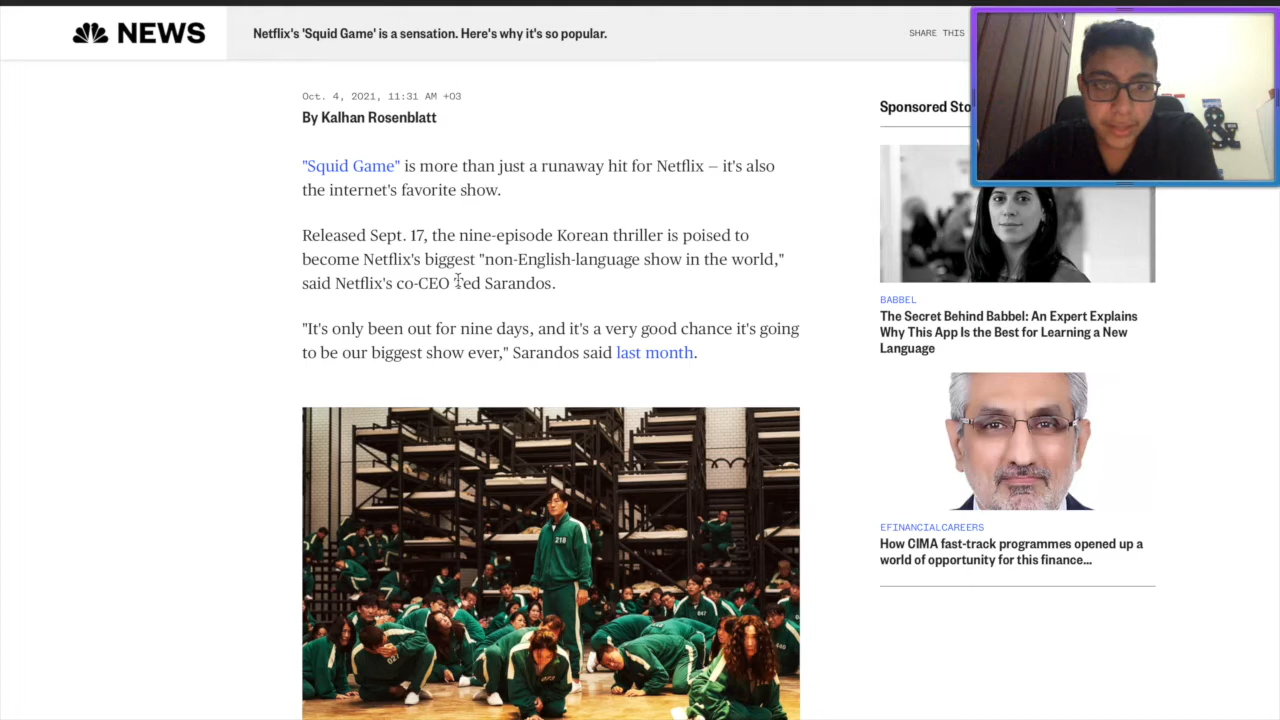 NEWS
Netflix's 'Squid Game' is a sensation. Here's why it's so popular.
SHARE THIS
Oct. 4, 2021, 11:31 AM +03
By Kalhan Rosenblatt
"Squid Game" is more than just a runaway hit for Netflix — it's also
the internet's favorite show.
Released Sept. 17, the nine-episode Korean thriller is poised to
become Netflix's biggest "non-English-language show in the world,"
said Netflix's co-CEO Ted Sarandos.
"It's only been out for nine days, and it's a very good chance it's going
to be our biggest show ever," Sarandos said last month.
218
027
047
040
Sponsored Sto
&
BABBEL
The Secret Behind Babbel: An Expert Explains
Why This App Is the Best for Learning a New
Language
EFINANCIALCAREERS
How CIMA fast-track programmes opened up a
world of opportunity for this finance...